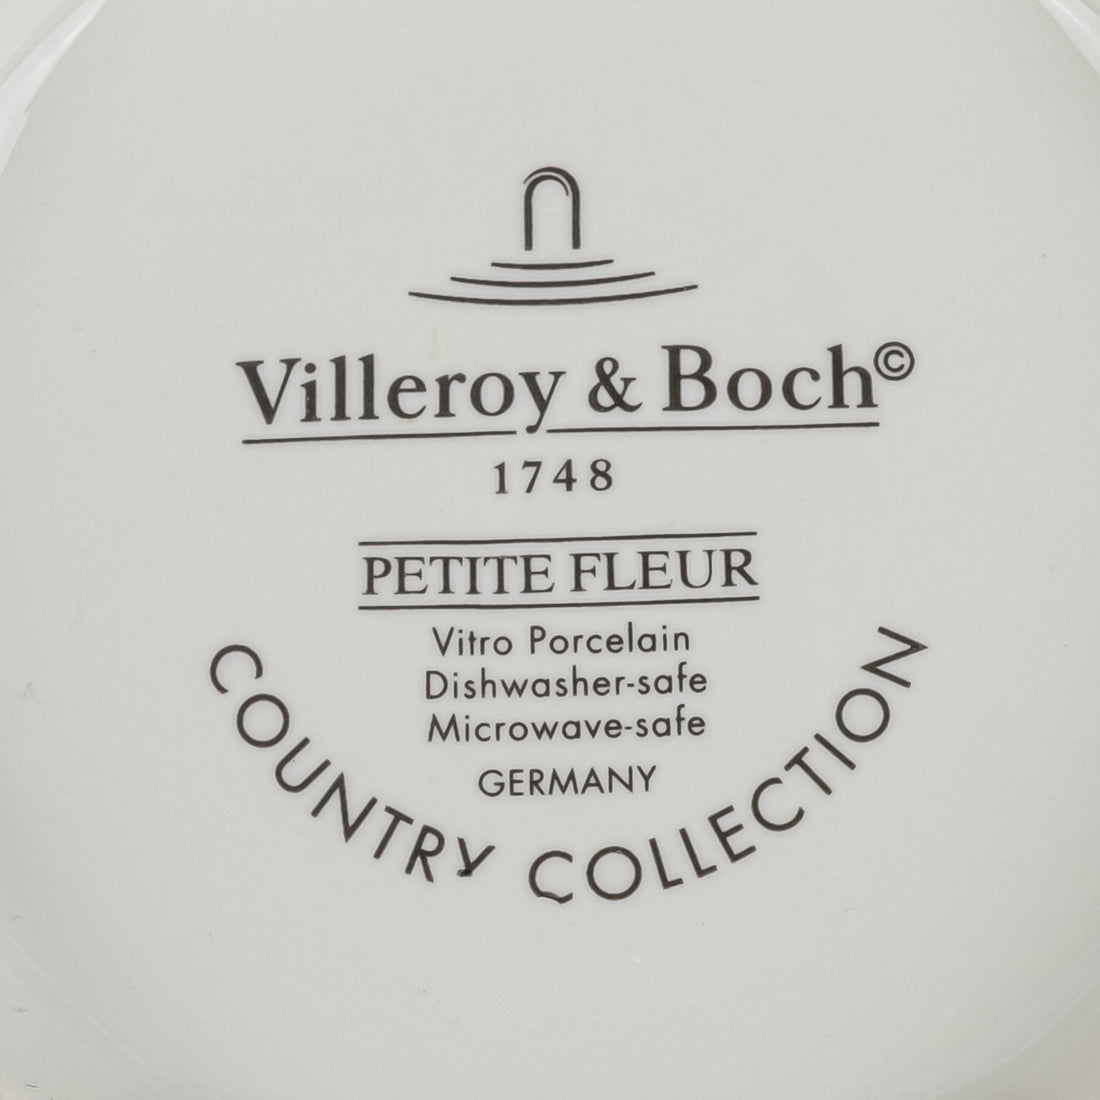 Villeroy & Boch©
1748
PETITE FLEUR
Vitro Porcelain
Dishwasher-safe
Microwave-safe
GERMANY
COUNTRY COLLECTION